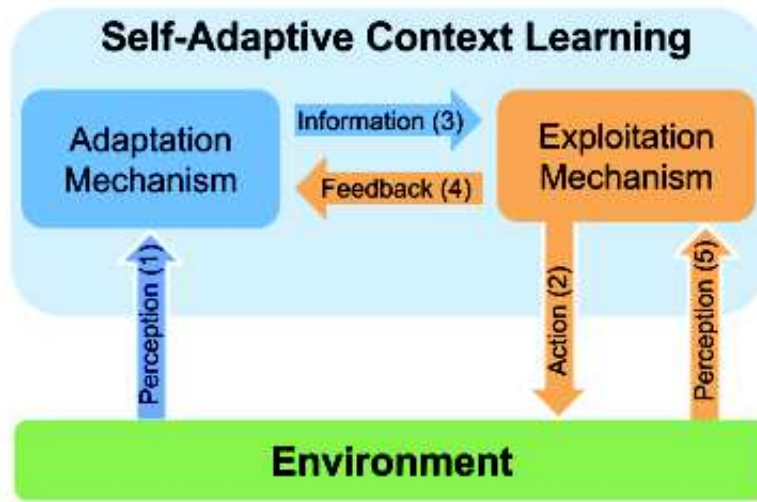 Self-Adaptive Context Learning
Adaptation
Mechanism
Information (3)
Feedback (4)
Exploitation
Mechanism
Perception (1)
Action (2)
Perception (5)
Environment